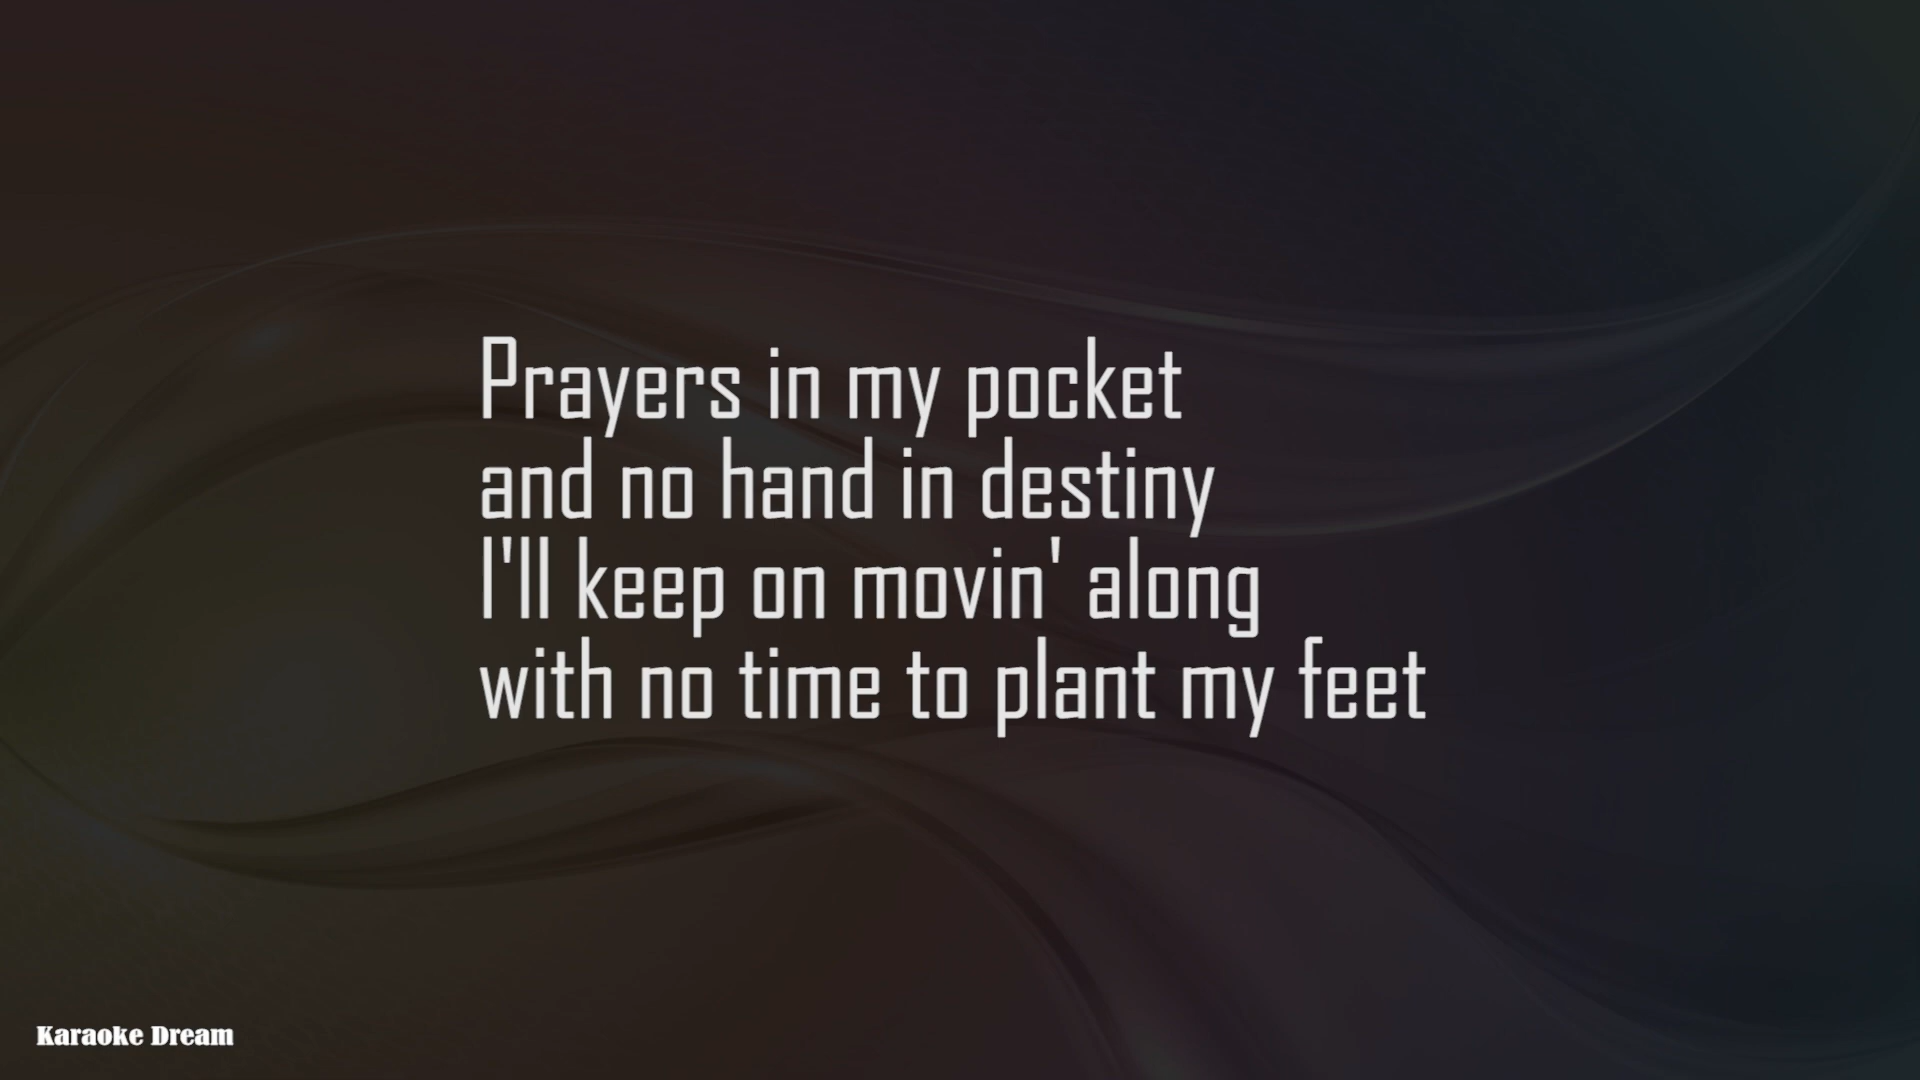 Prayers in my pocket
and no hand in destiny
I'll keep on movin' along
with no time to plant my feet
Karaoke Dream